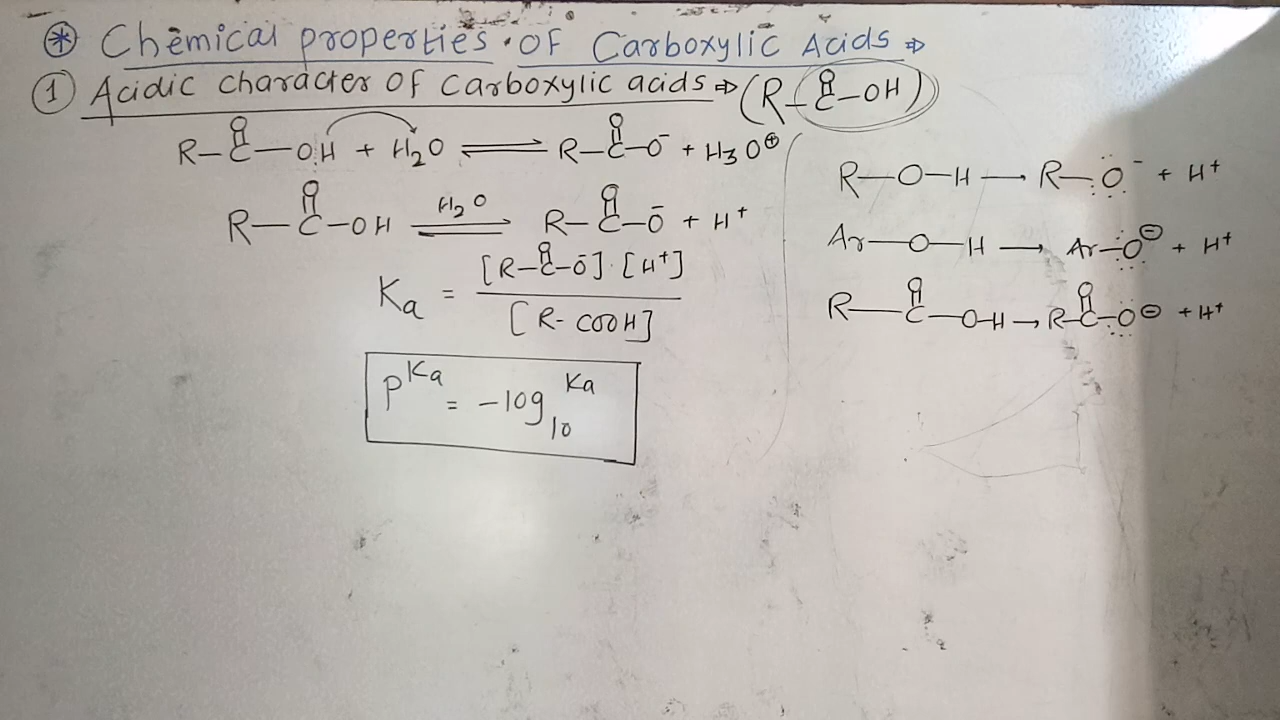 ⊛ Chemical properties of Carboxylic Acids ⇒
① Acidic character of carboxylic acids ⇒ (R–C(=O)–OH)
R–C(=O)–OH + H₂O ⇌ R–C(=O)–O⁻ + H₃O⊕
R–C(=O)–OH ⇌ (H₂O) R–C(=O)–O⁻ + H⁺
Ka = [R–C(=O)–O⁻]·[H⁺] / [R-COOH]
P^Ka = –log₁₀ Ka
R–O–H → R–O⁻ + H⁺
Ar–O–H → Ar–O⊖ + H⁺
R–C(=O)–O–H → R–C(=O)–O⊖ + H⁺